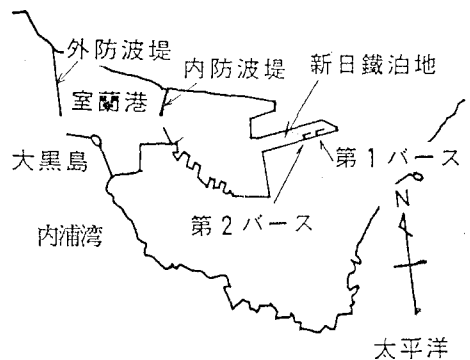 外防波堤
内防波堤
新日鐵泊地
室蘭港
大黒島
第1バース
第2バース
内浦湾
N
太平洋